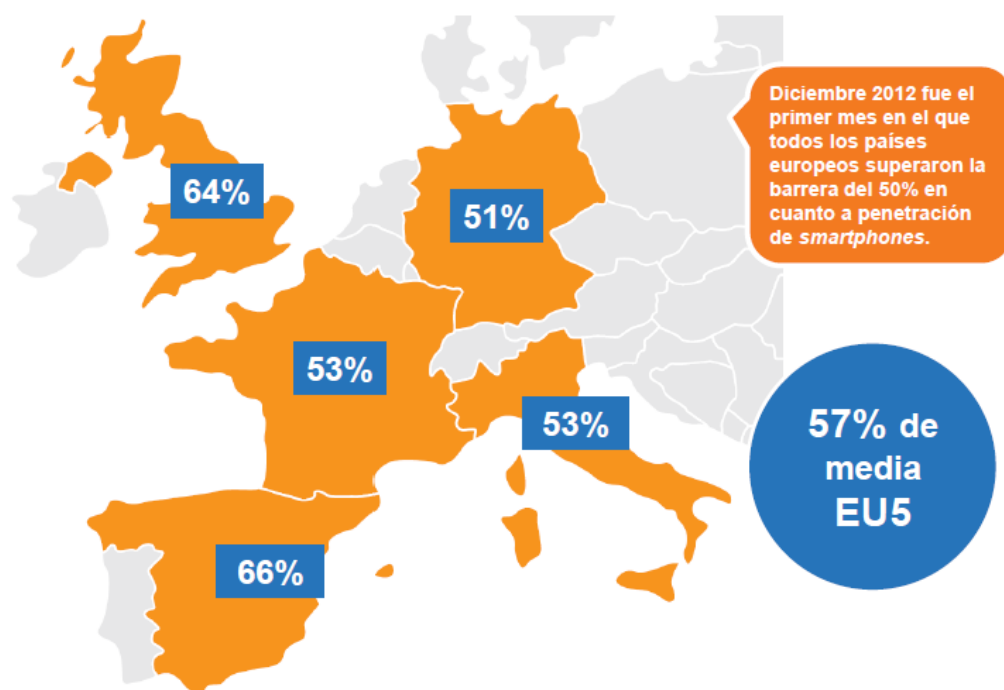 Diciembre 2012 fue el
primer mes en el que
todos los países
europeos superaron la
barrera del 50% en
cuanto a penetración
de smartphones.
64%
51%
53%
53%
66%
57% de
media
EU5